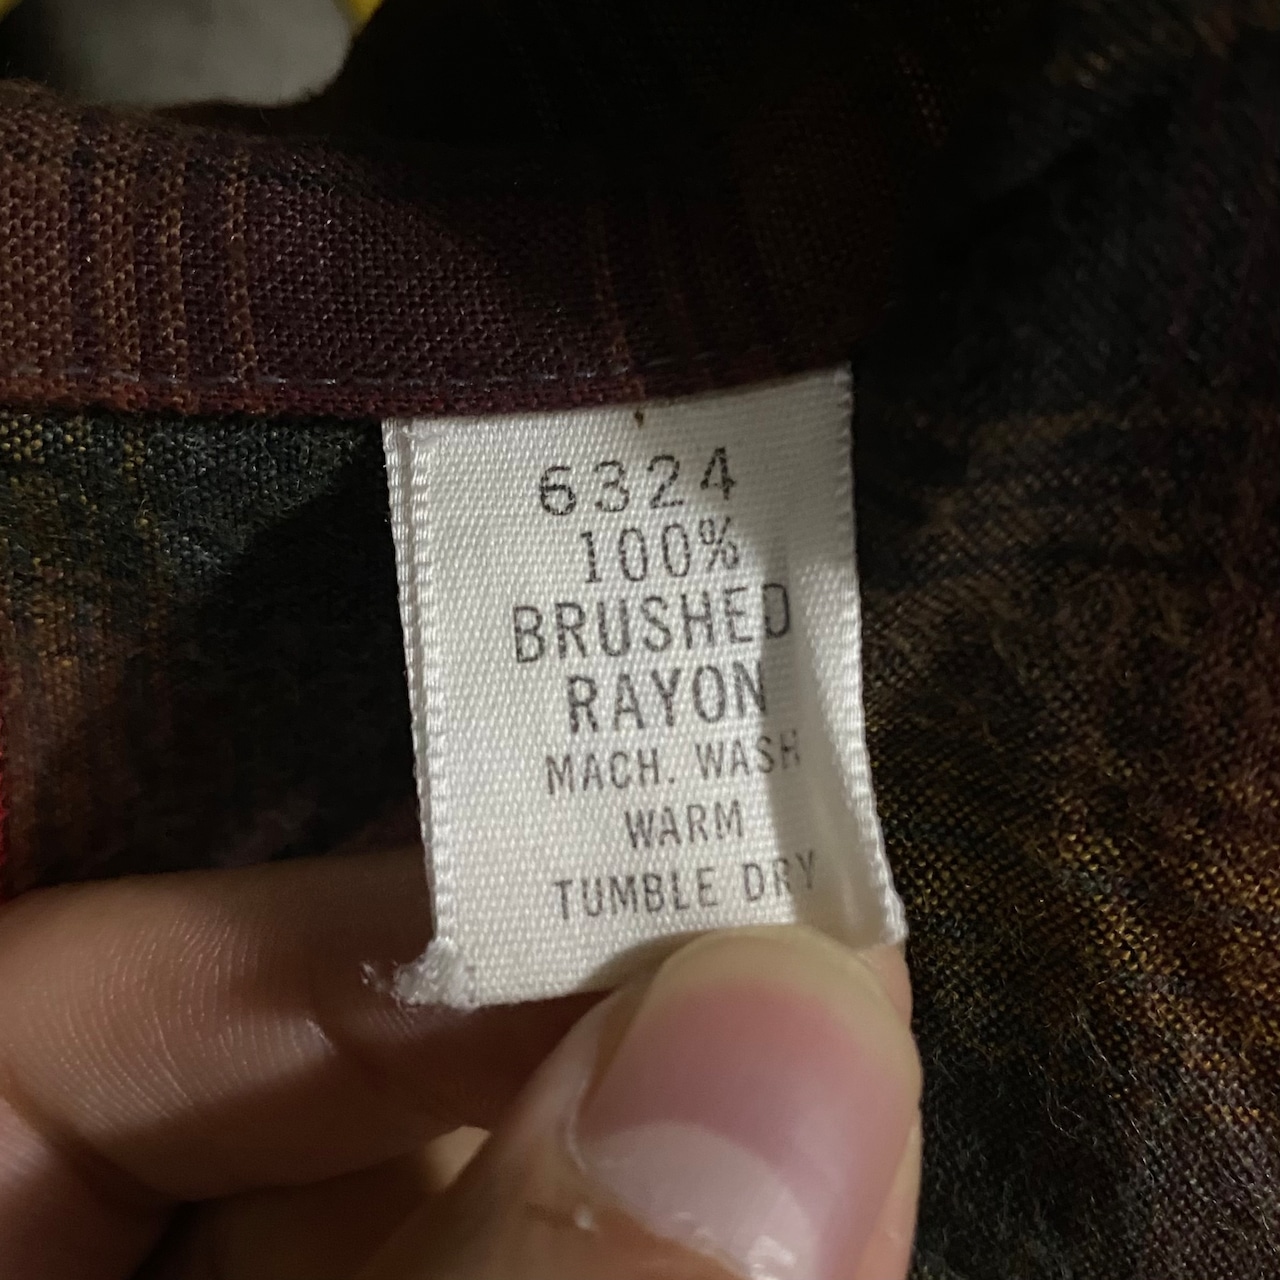 6324
100%
BRUSHED
RAYON
MACH. WASH
WARM
TUMBLE DRY